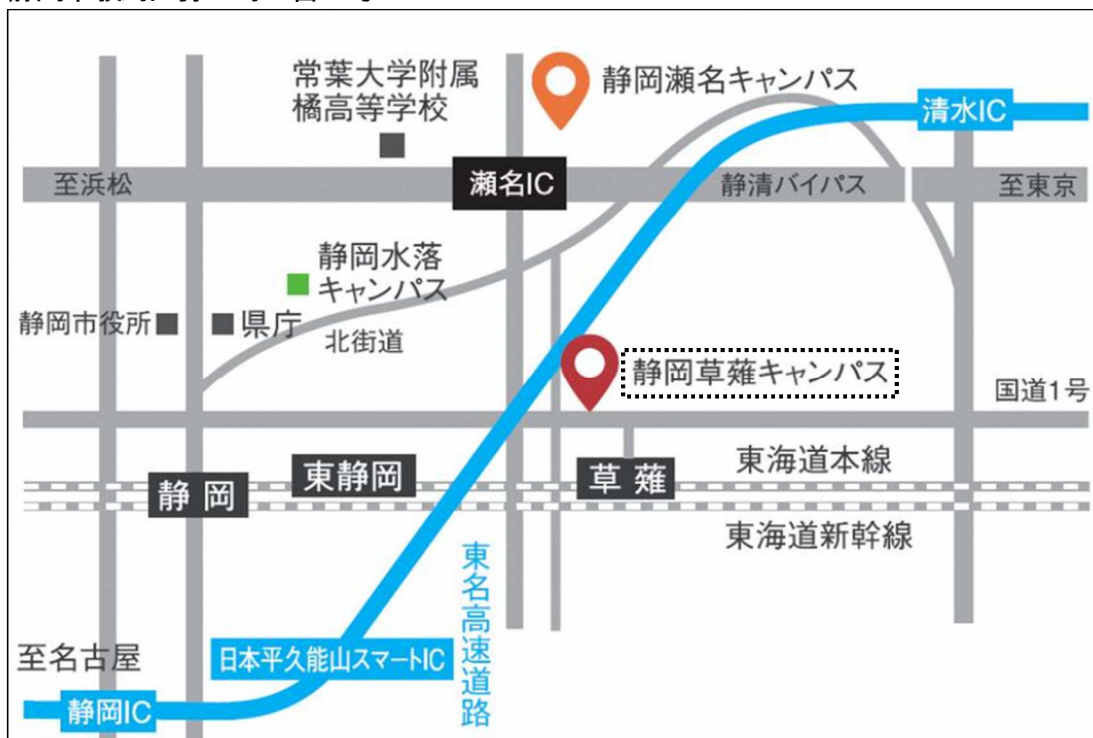 常葉大学附属
橘高等学校
静岡瀬名キャンパス
清水IC
至浜松
瀬名IC
静清バイパス
至東京
静岡水落
キャンパス
静岡市役所
県庁
北街道
静岡草薙キャンパス
国道1号
静岡
東静岡
草薙
東海道本線
東海道新幹線
東名高速道路
至名古屋
日本平久能山スマートIC
静岡IC